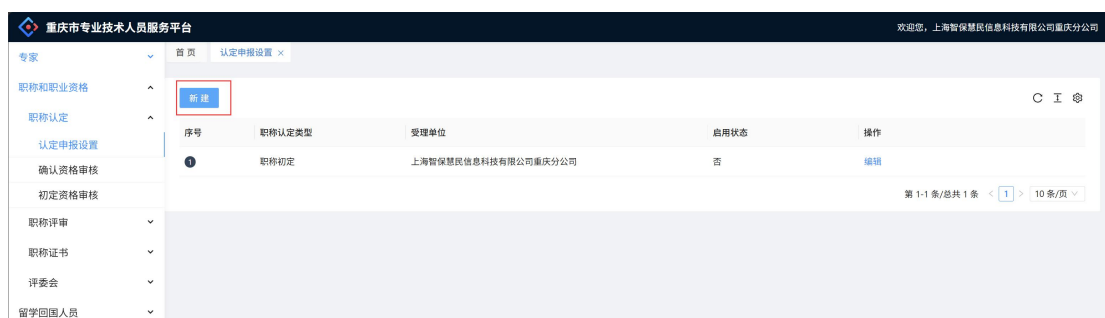 重庆市专业技术人员服务平台
欢迎您，上海智保慧民信息科技有限公司重庆分公司
专家
首页 认定申报设置 ×
职称和职业资格
新建
职称认定
序号 职称认定类型 受理单位 启用状态 操作
认定申报设置
1 职称初定 上海智保慧民信息科技有限公司重庆分公司 否 编辑
确认资格审核
初定资格审核
第 1-1 条/总共 1 条 < 1 > 10 条/页
职称评审
职称证书
评委会
留学回国人员